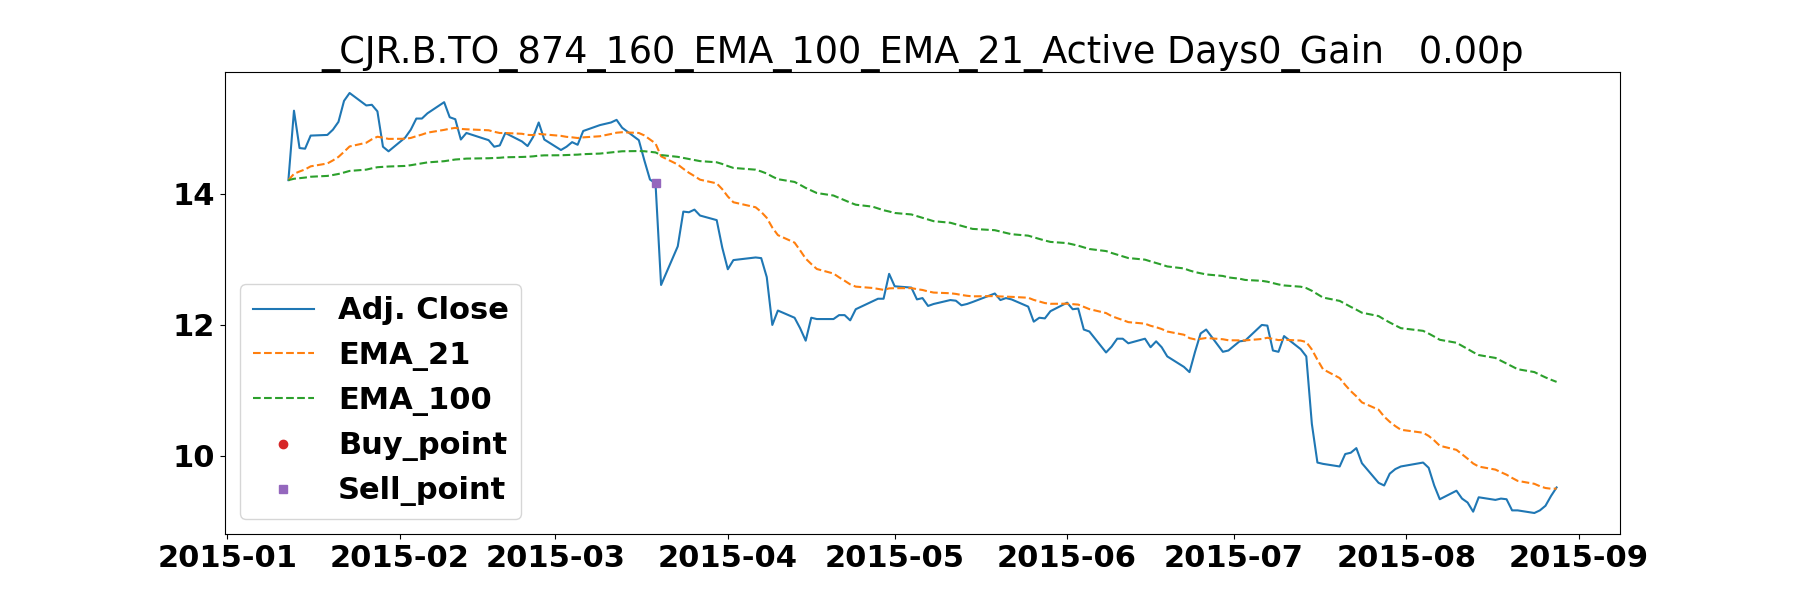 _CJR.B.TO_874_160_EMA_100_EMA_21_Active Days0_Gain   0.00p
14
12
10
Adj. Close
EMA_21
EMA_100
Buy_point
Sell_point
2015-01 2015-02 2015-03 2015-04 2015-05 2015-06 2015-07 2015-08 2015-09